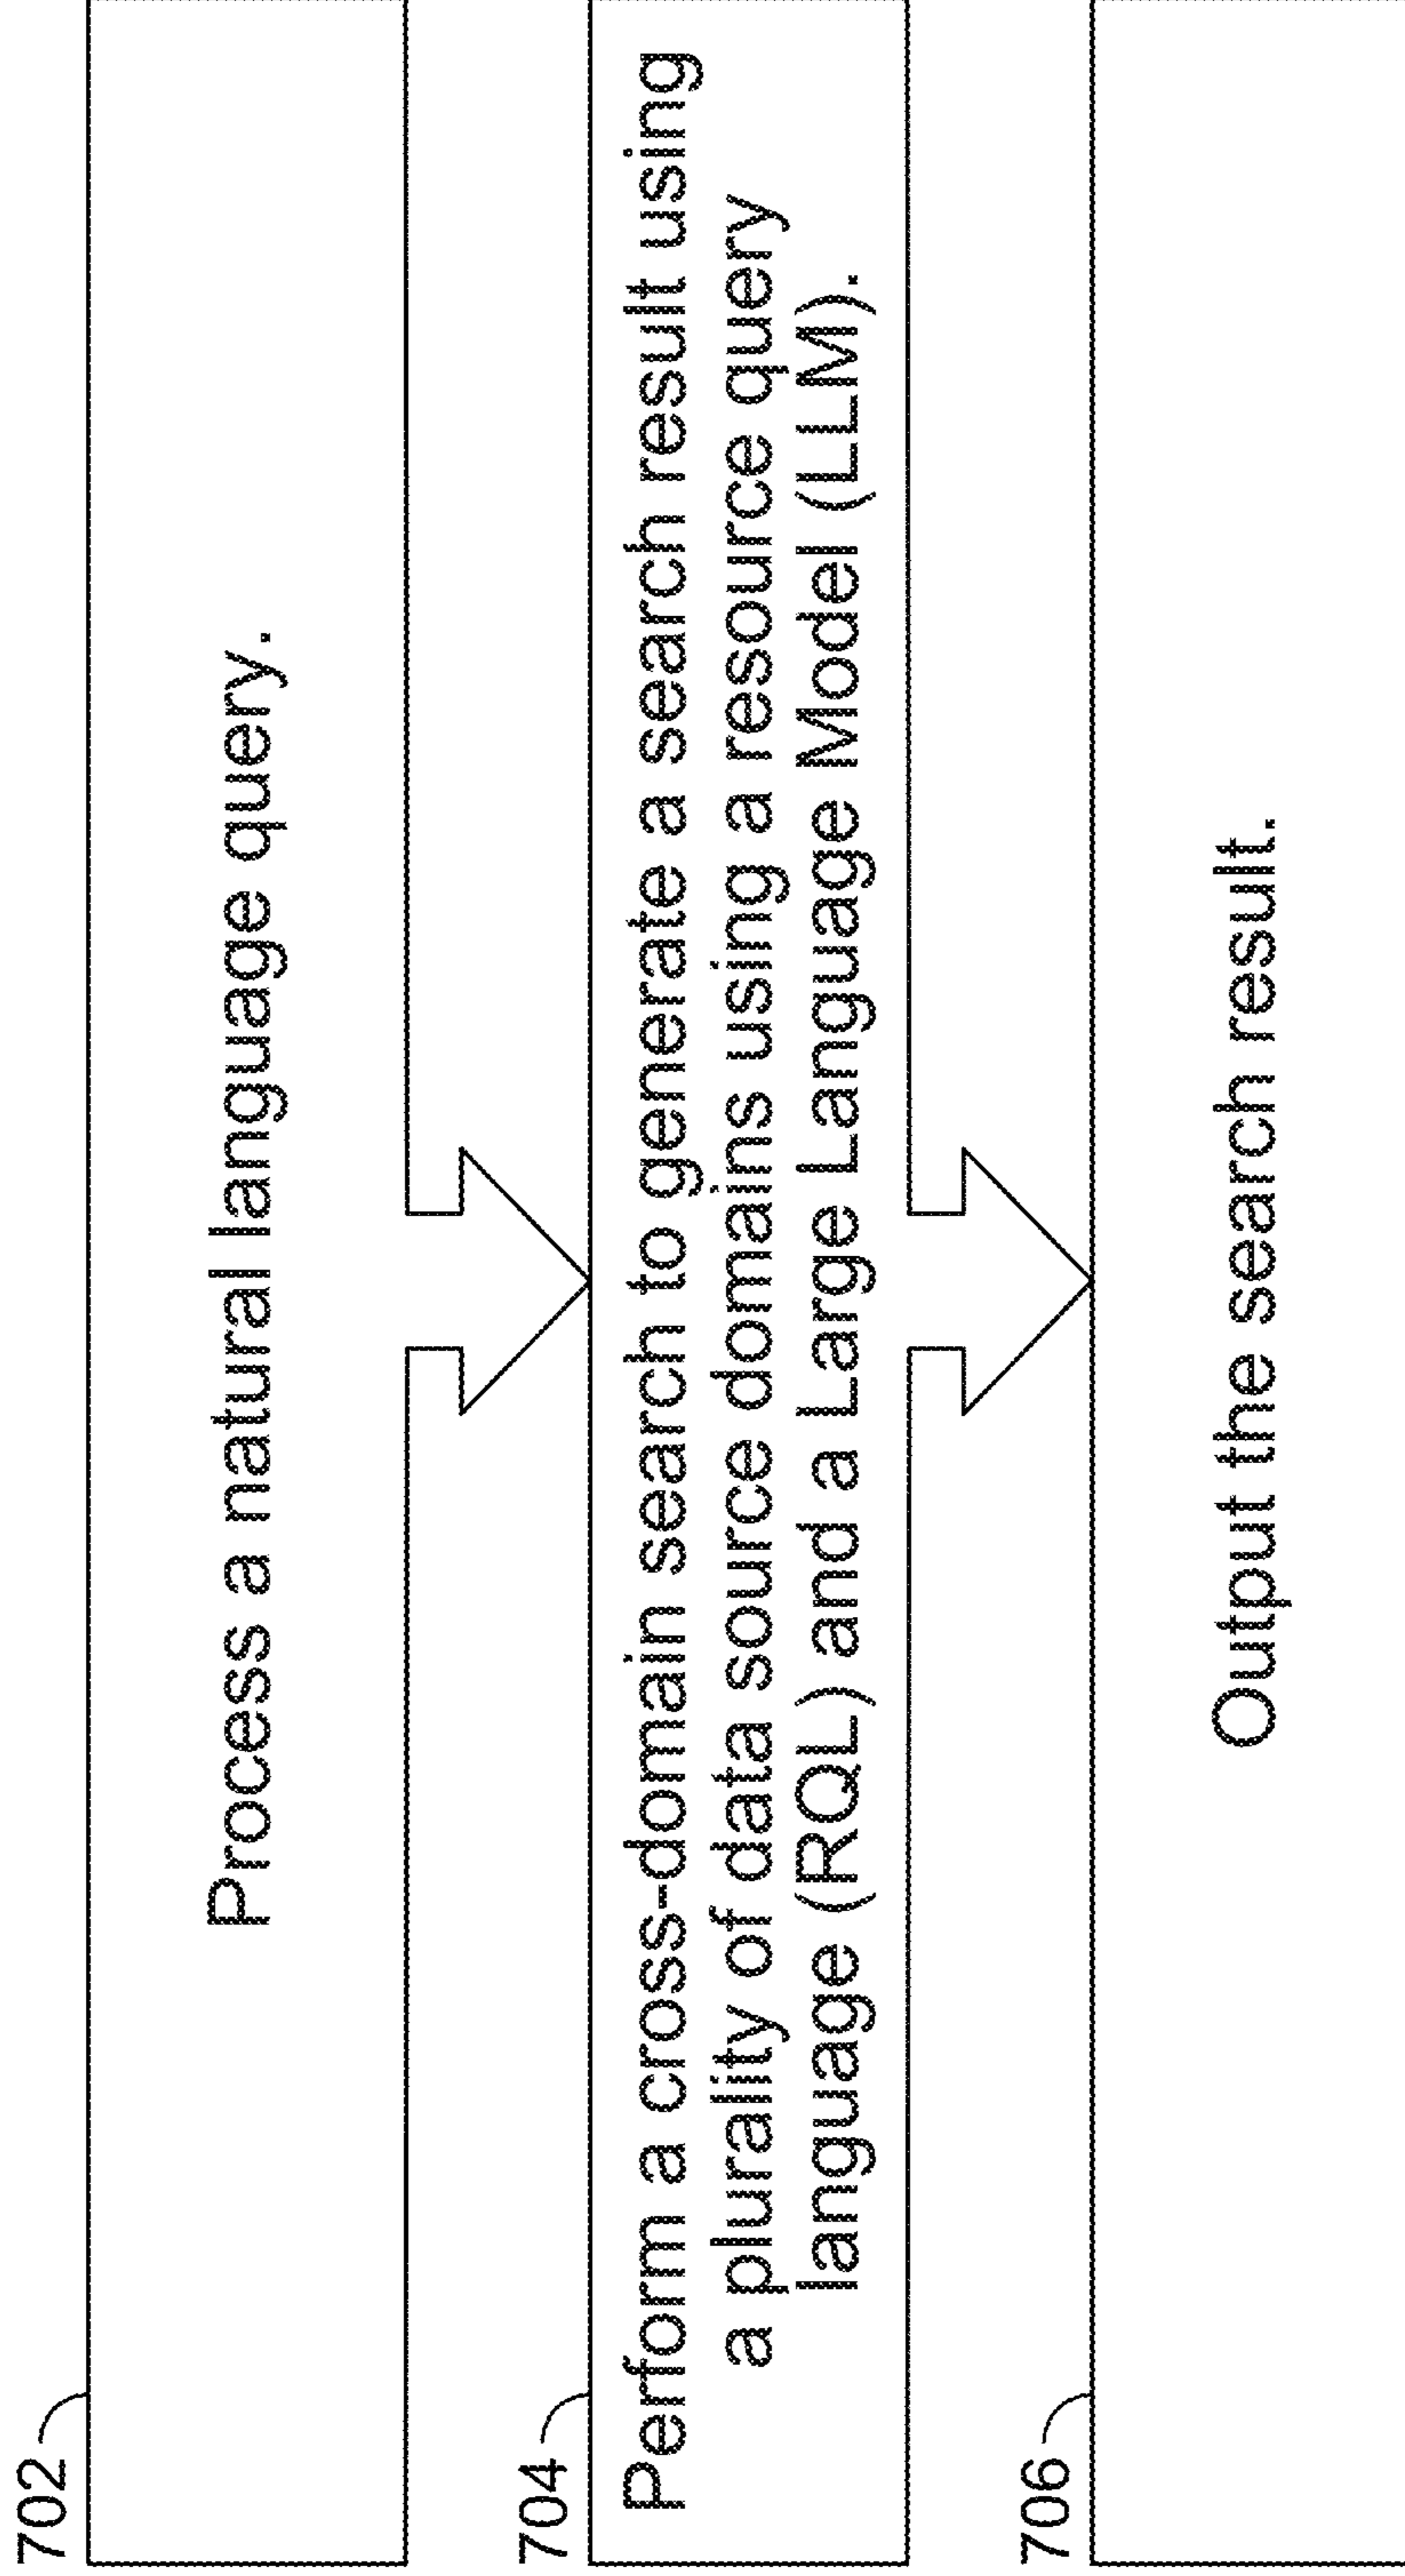 702
Process a natural language query.
704
Perform a cross-domain search to generate a search result using
a plurality of data source domains using a resource query
language (RQL) and a Large Language Model (LLM).
706
Output the search result.